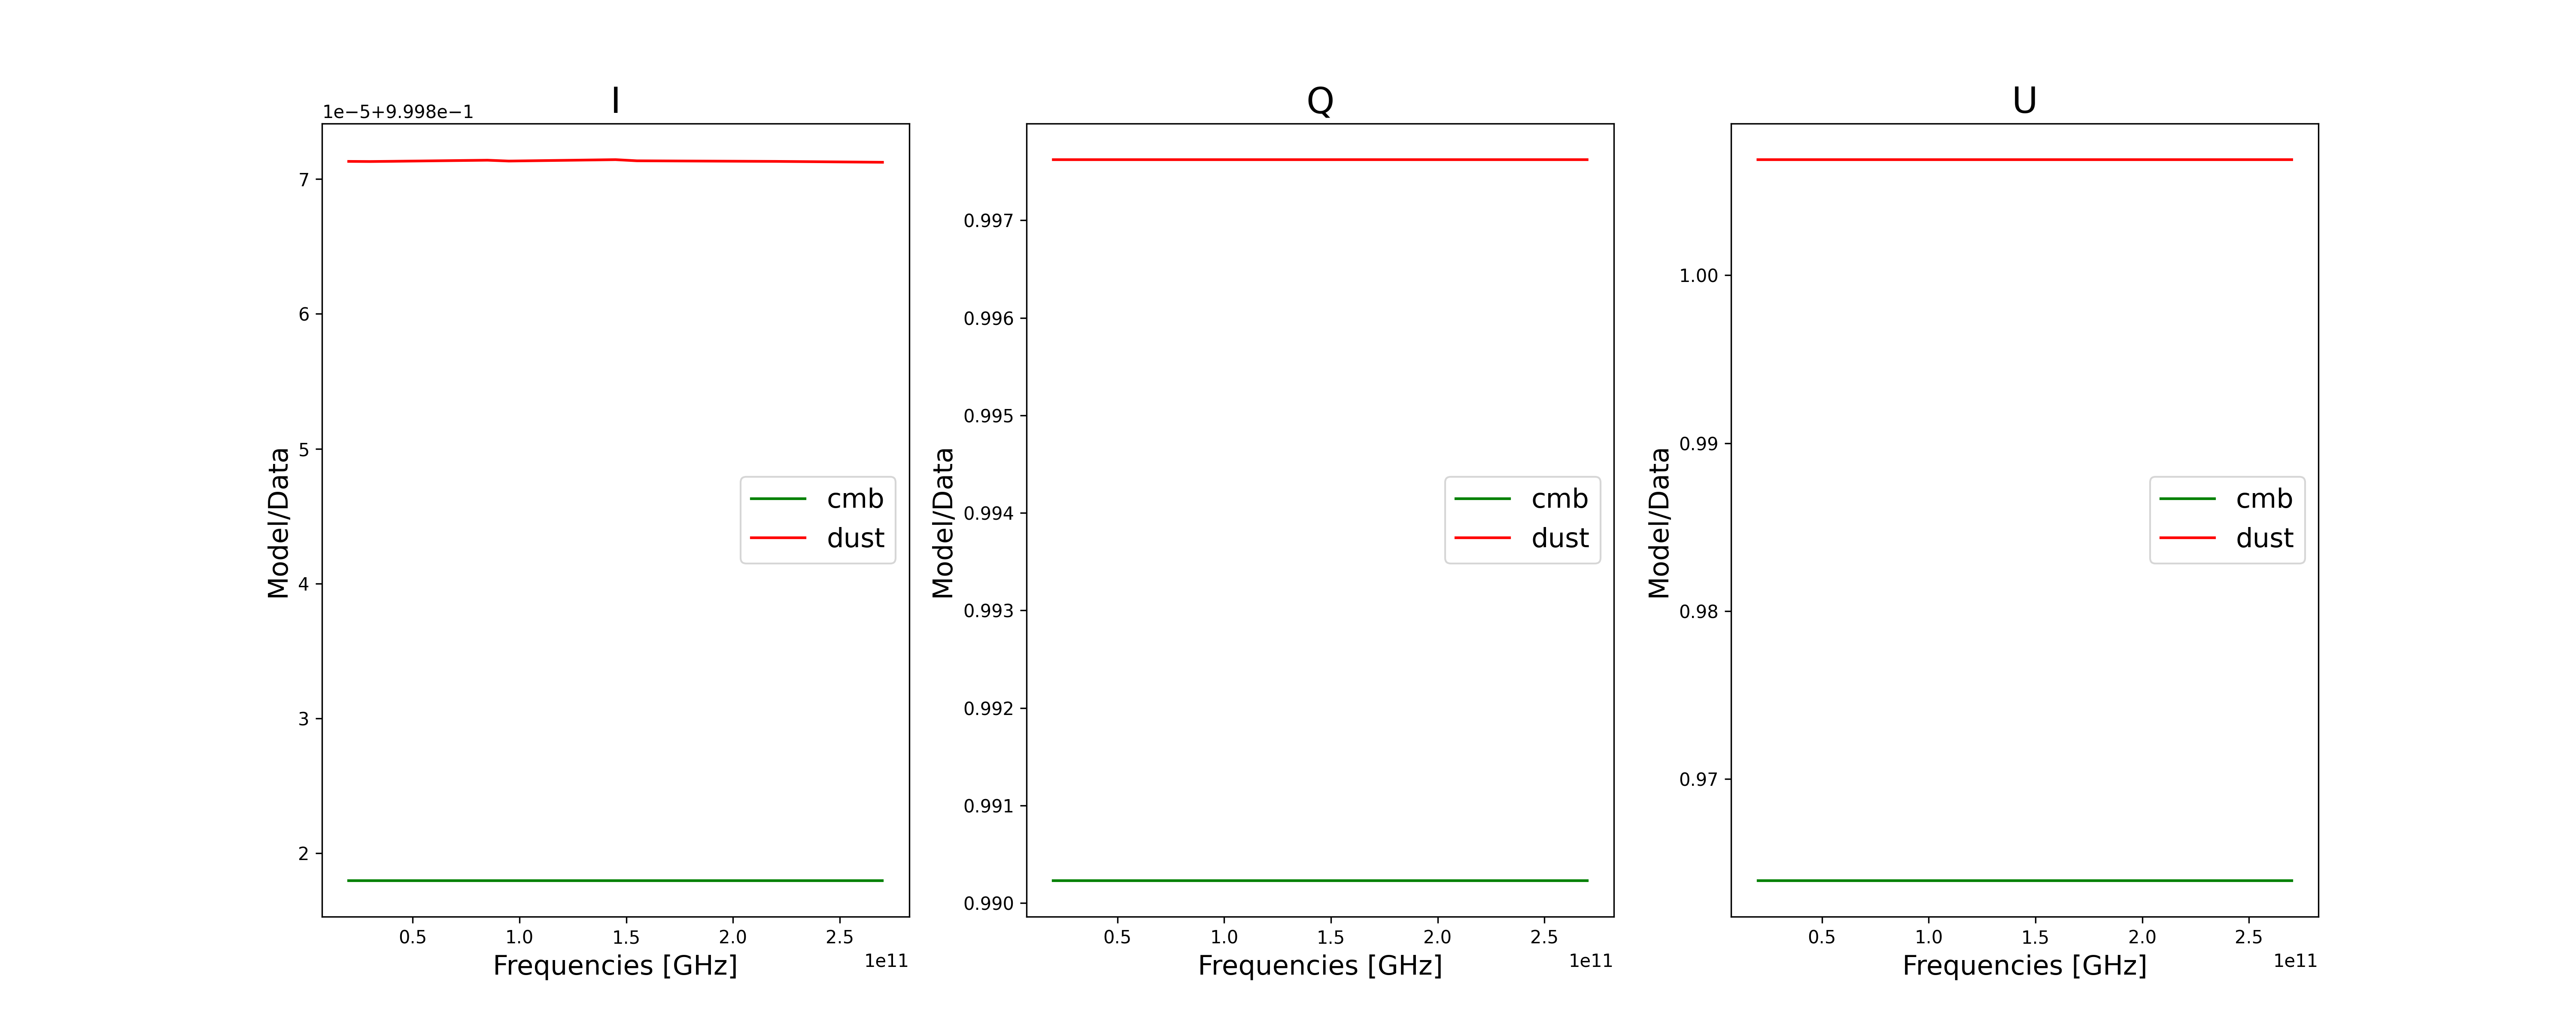 I
1e−5+9.998e−1
7
6
5
4
3
2
Model/Data
cmb
dust
0.5 1.0 1.5 2.0 2.5
1e11
Frequencies [GHz]
Q
0.997
0.996
0.995
0.994
0.993
0.992
0.991
0.990
Model/Data
cmb
dust
0.5 1.0 1.5 2.0 2.5
1e11
Frequencies [GHz]
U
1.00
0.99
0.98
0.97
Model/Data
cmb
dust
0.5 1.0 1.5 2.0 2.5
1e11
Frequencies [GHz]